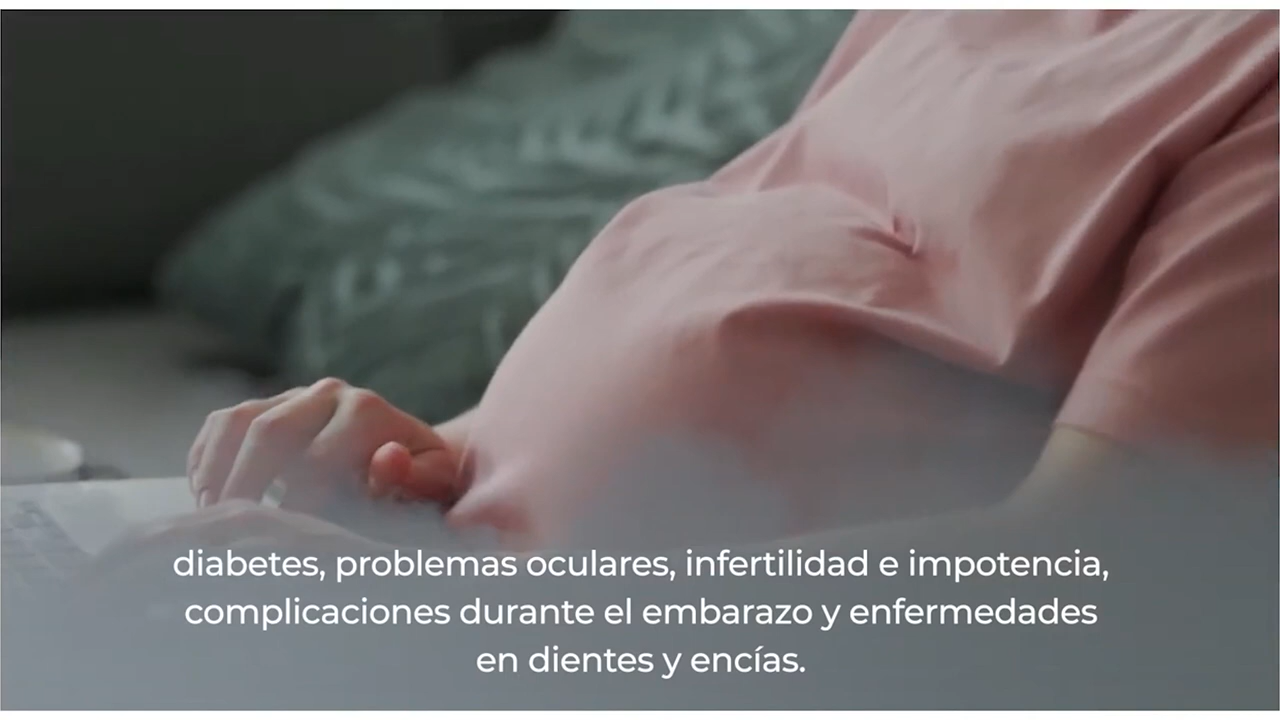 diabetes, problemas oculares, infertilidad e impotencia,
complicaciones durante el embarazo y enfermedades
en dientes y encías.